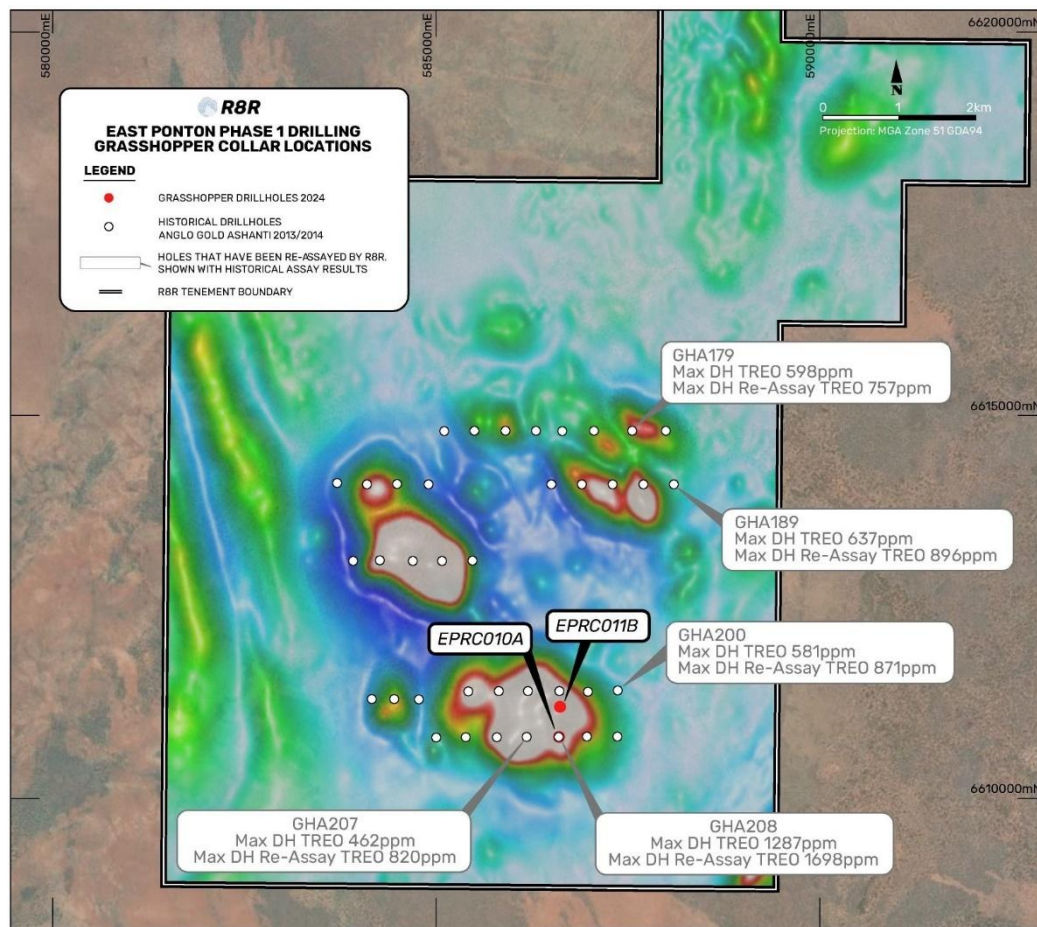 580000mE
585000mE
590000mE
6620000mN
R8R
EAST PONTON PHASE 1 DRILLING
GRASSHOPPER COLLAR LOCATIONS
LEGEND
GRASSHOPPER DRILLHOLES 2024
HISTORICAL DRILLHOLES
ANGLO GOLD ASHANTI 2013/2014
HOLES THAT HAVE BEEN RE-ASSAYED BY R8R.
SHOWN WITH HISTORICAL ASSAY RESULTS
R8R TENEMENT BOUNDARY
N
0 1 2km
Projection: MGA Zone 51 GDA94
GHA179
Max DH TREO 598ppm
Max DH Re-Assay TREO 757ppm
6615000mN
GHA189
Max DH TREO 637ppm
Max DH Re-Assay TREO 896ppm
EPRC010A
EPRC011B
GHA200
Max DH TREO 581ppm
Max DH Re-Assay TREO 871ppm
6610000mN
GHA207
Max DH TREO 462ppm
Max DH Re-Assay TREO 820ppm
GHA208
Max DH TREO 1287ppm
Max DH Re-Assay TREO 1698ppm